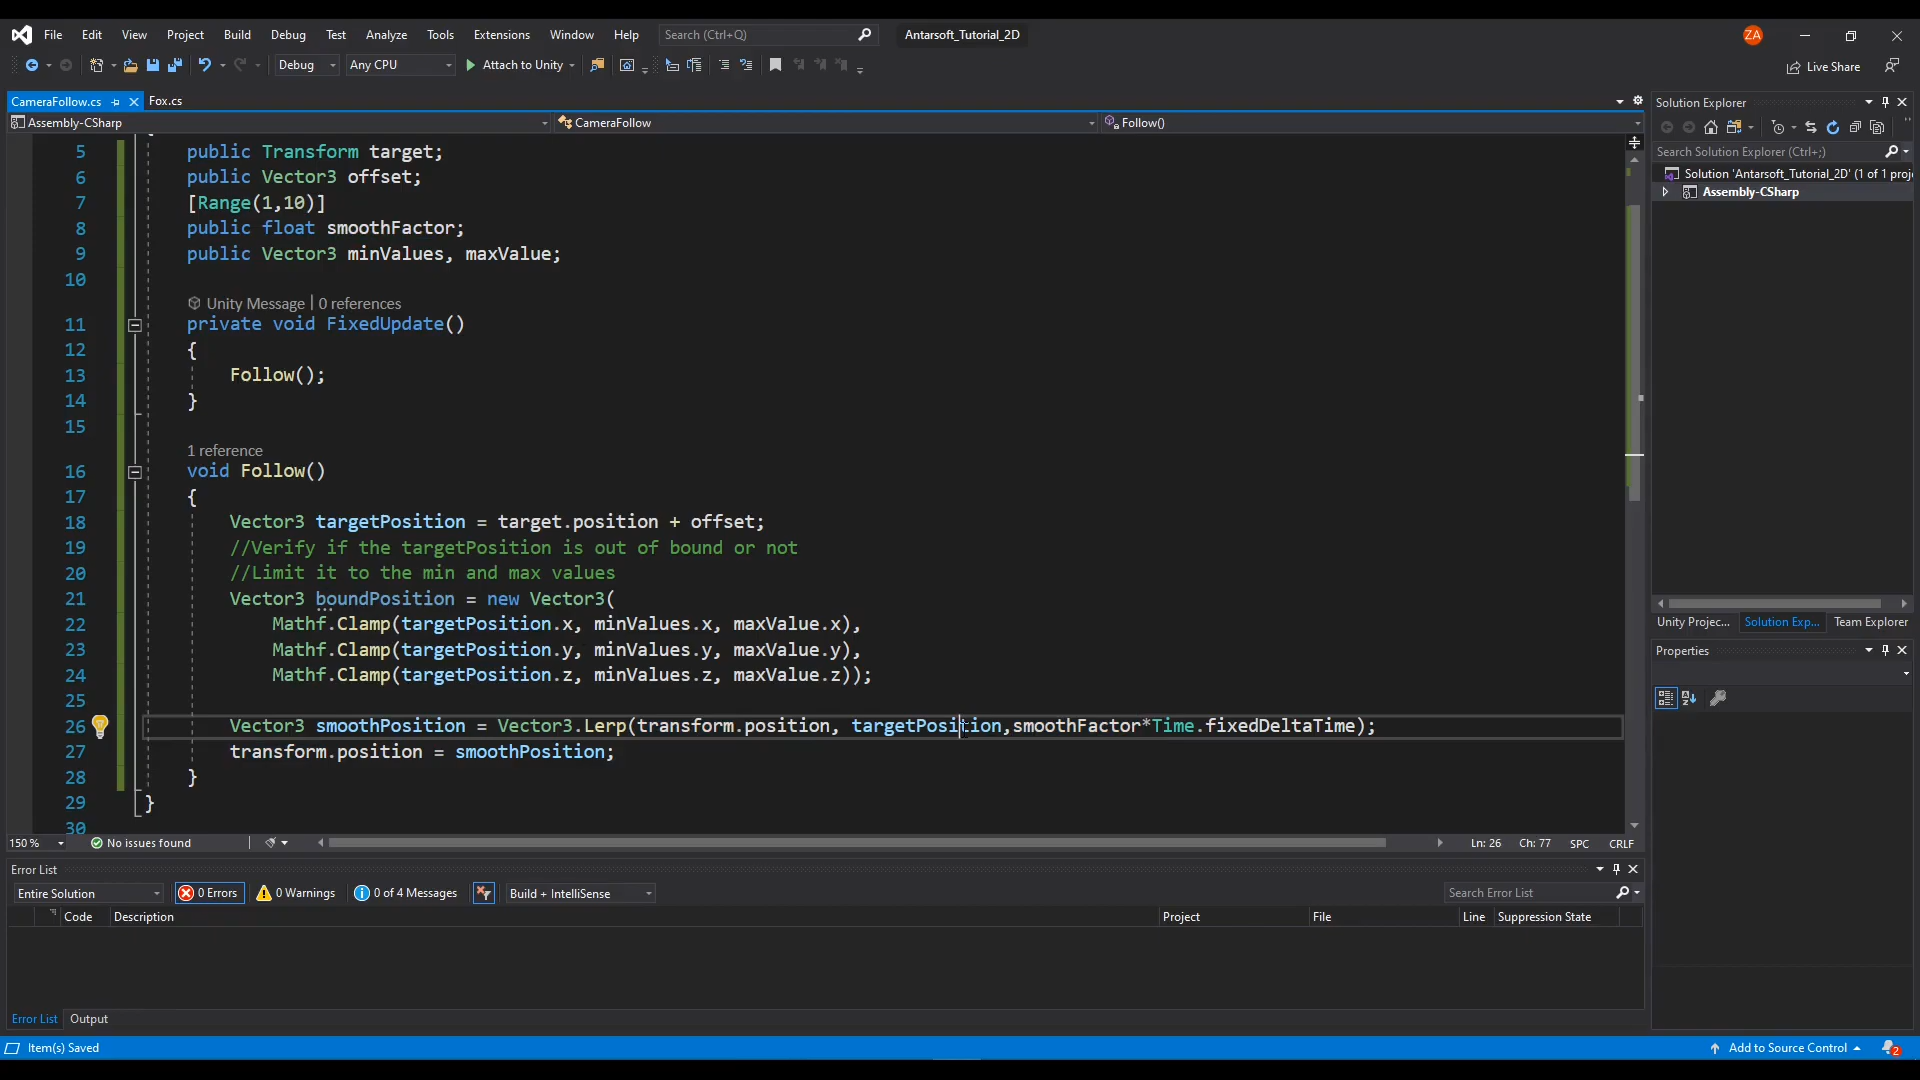 File Edit View Project Build Debug Test Analyze Tools Extensions Window Help Search (Ctrl+Q) Antarsoft_Tutorial_2D ZA
Debug Any CPU Attach to Unity Live Share
CameraFollow.cs Fox.cs
Assembly-CSharp CameraFollow Follow()
5 public Transform target;
6 public Vector3 offset;
7 [Range(1,10)]
8 public float smoothFactor;
9 public Vector3 minValues, maxValue;
10
Unity Message | 0 references
11 private void FixedUpdate()
12 {
13 Follow();
14 }
15
1 reference
16 void Follow()
17 {
18 Vector3 targetPosition = target.position + offset;
19 //Verify if the targetPosition is out of bound or not
20 //Limit it to the min and max values
21 Vector3 boundPosition = new Vector3(
22 Mathf.Clamp(targetPosition.x, minValues.x, maxValue.x),
23 Mathf.Clamp(targetPosition.y, minValues.y, maxValue.y),
24 Mathf.Clamp(targetPosition.z, minValues.z, maxValue.z));
25
26 Vector3 smoothPosition = Vector3.Lerp(transform.position, targetPosition,smoothFactor*Time.fixedDeltaTime);
27 transform.position = smoothPosition;
28 }
29 }
30
150 % No issues found Ln: 26 Ch: 77 SPC CRLF
Error List
Entire Solution 0 Errors 0 Warnings 0 of 4 Messages Build + IntelliSense Search Error List
Code Description Project File Line Suppression State
Error List Output
Item(s) Saved Add to Source Control 2
Solution Explorer
Search Solution Explorer (Ctrl+;)
Solution 'Antarsoft_Tutorial_2D' (1 of 1 proj
Assembly-CSharp
Unity Projec... Solution Exp... Team Explorer
Properties